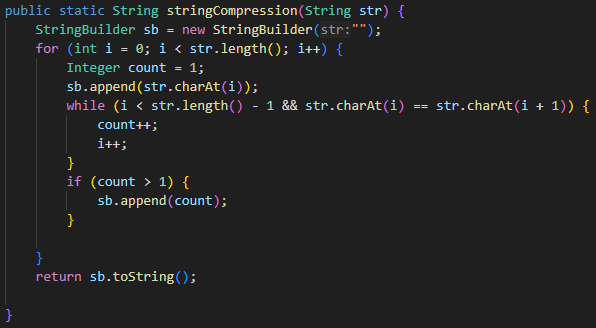 public static String stringCompression(String str) {
    StringBuilder sb = new StringBuilder(str:"");
    for (int i = 0; i < str.length(); i++) {
        Integer count = 1;
        sb.append(str.charAt(i));
        while (i < str.length() - 1 && str.charAt(i) == str.charAt(i + 1)) {
            count++;
            i++;
        }
        if (count > 1) {
            sb.append(count);
        }
    }
    return sb.toString();
}